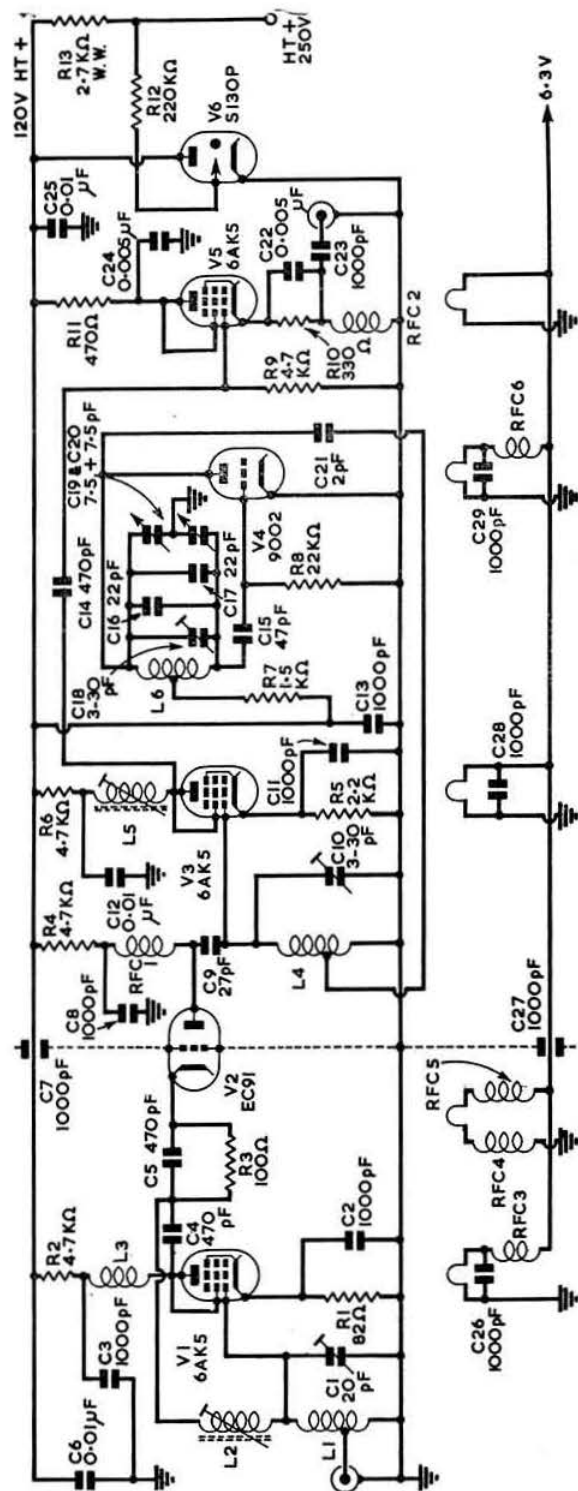 120V HT+
R13
2·7KΩ
W.W.
R12
220KΩ
HT+
250V
V6
S130P
C25
0·01
µF
C24
0·005µF
R11
470Ω
V5
6AK5
C22
0·005µF
C23
1000pF
R10
330
Ω
RFC2
R9
4·7
KΩ
C19 & C20
7·5 + 7·5pF
C21
2pF
V4
9002
C14 470pF
C16 22pF
22pF
C17
C18
3-30
pF
L6
C15
47pF
R8
22KΩ
R7
1·5
KΩ
C13
1000pF
R6
4·7KΩ
L5
C12
0·01
µF
V3
6AK5
C11
1000pF
R5
2·2
KΩ
C10
3-30
pF
R4
4·7KΩ
RFC
1
C8
1000pF
C9
27pF
L4
C7
1000pF
V2
EC91
C5 470pF
R3
100Ω
C4
470
pF
R2
4·7KΩ
L3
V1
6AK5
C2
1000pF
R1
82Ω
C3
1000pF
C6
0·01µF
C1
20
pF
L2
L1
6·3V
RFC6
C29
1000pF
C28
1000pF
C27
1000pF
RFC5
RFC4
RFC3
C26
1000pF